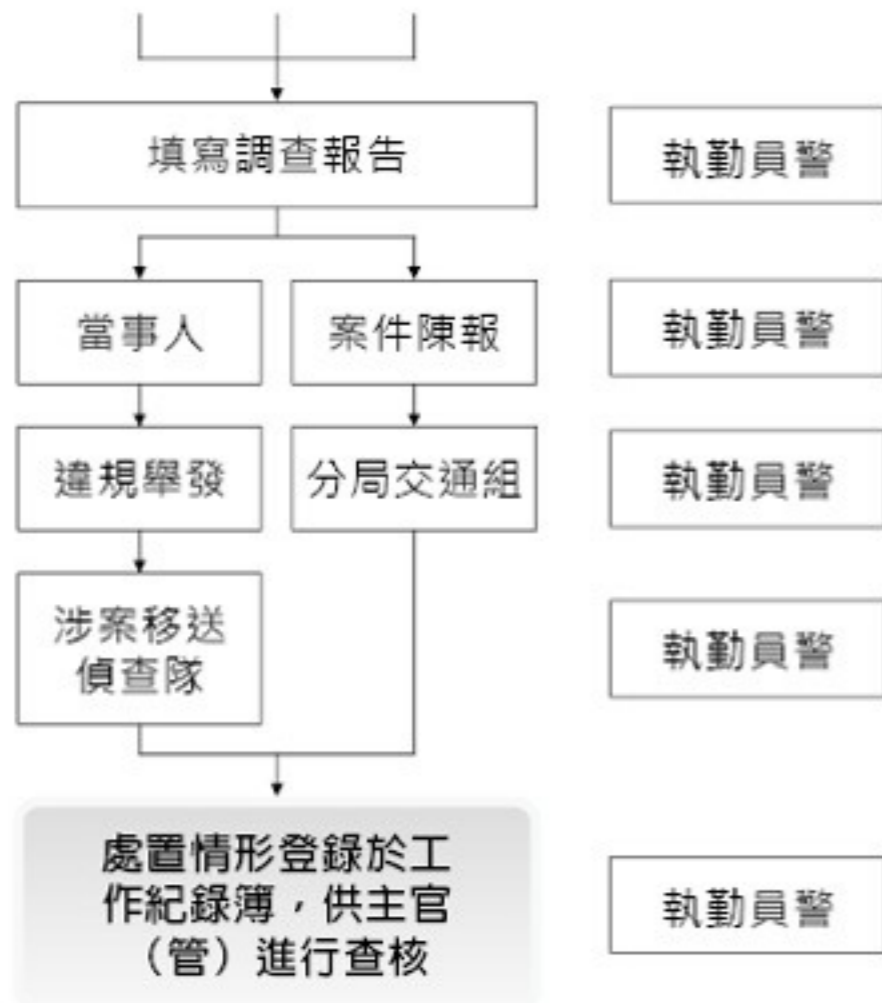 填寫調查報告
執勤員警
當事人
案件陳報
執勤員警
違規舉發
分局交通組
執勤員警
涉案移送
偵查隊
執勤員警
處置情形登錄於工
作紀錄簿，供主官
（管）進行查核
執勤員警